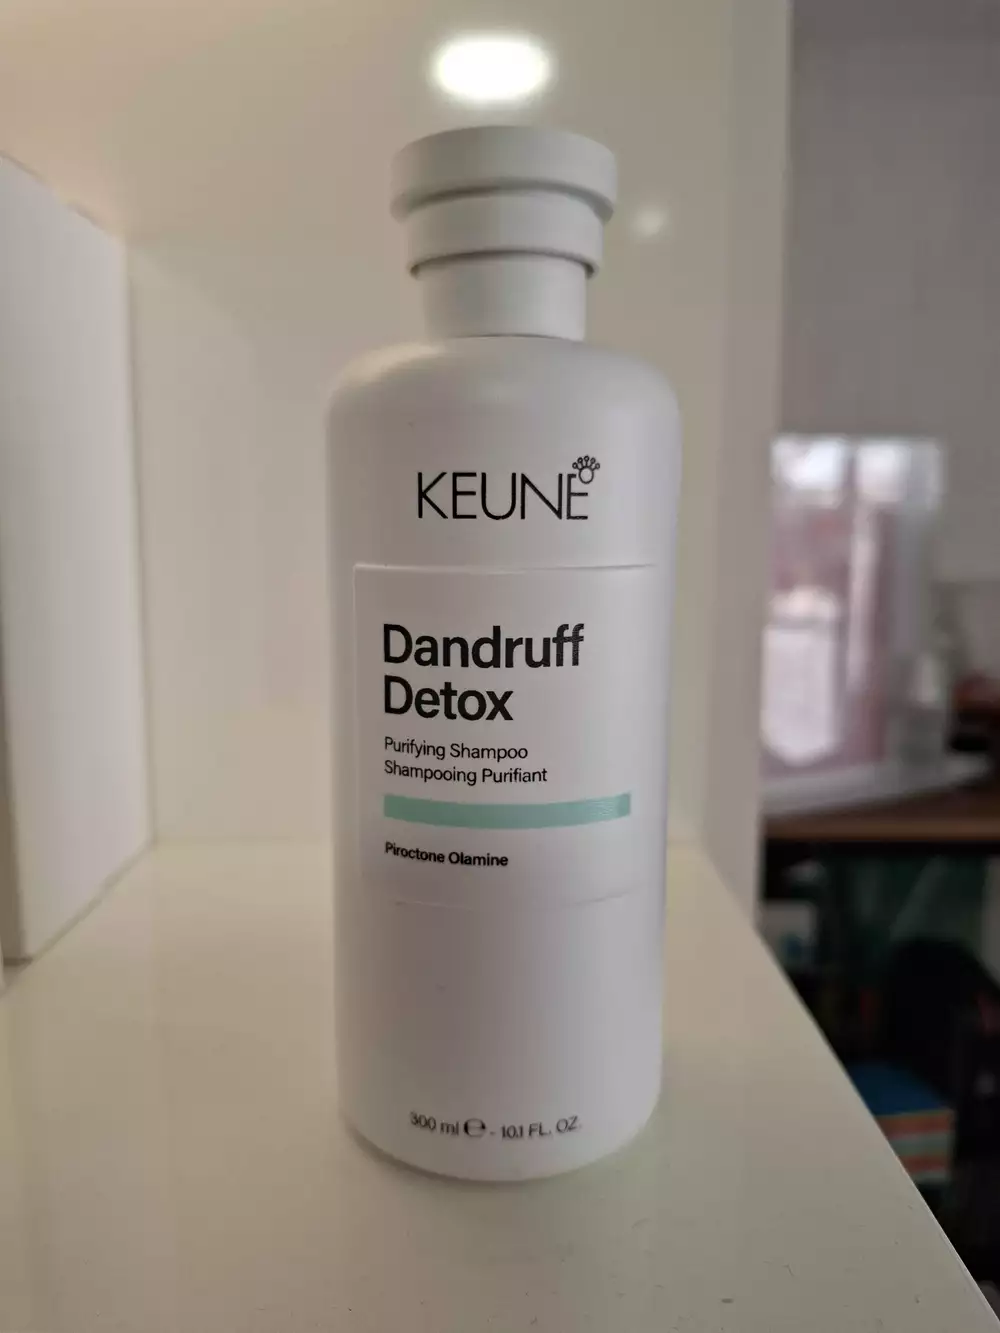 KEUNE
Dandruff
Detox
Purifying Shampoo
Shampooing Purifiant
Piroctone Olamine
300 ml ℮ - 10.1 FL. OZ.